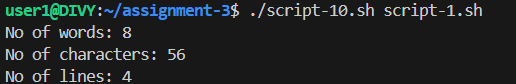 user1@DIVY:~/assignment-3$ ./script-10.sh script-1.sh
No of words: 8
No of characters: 56
No of lines: 4